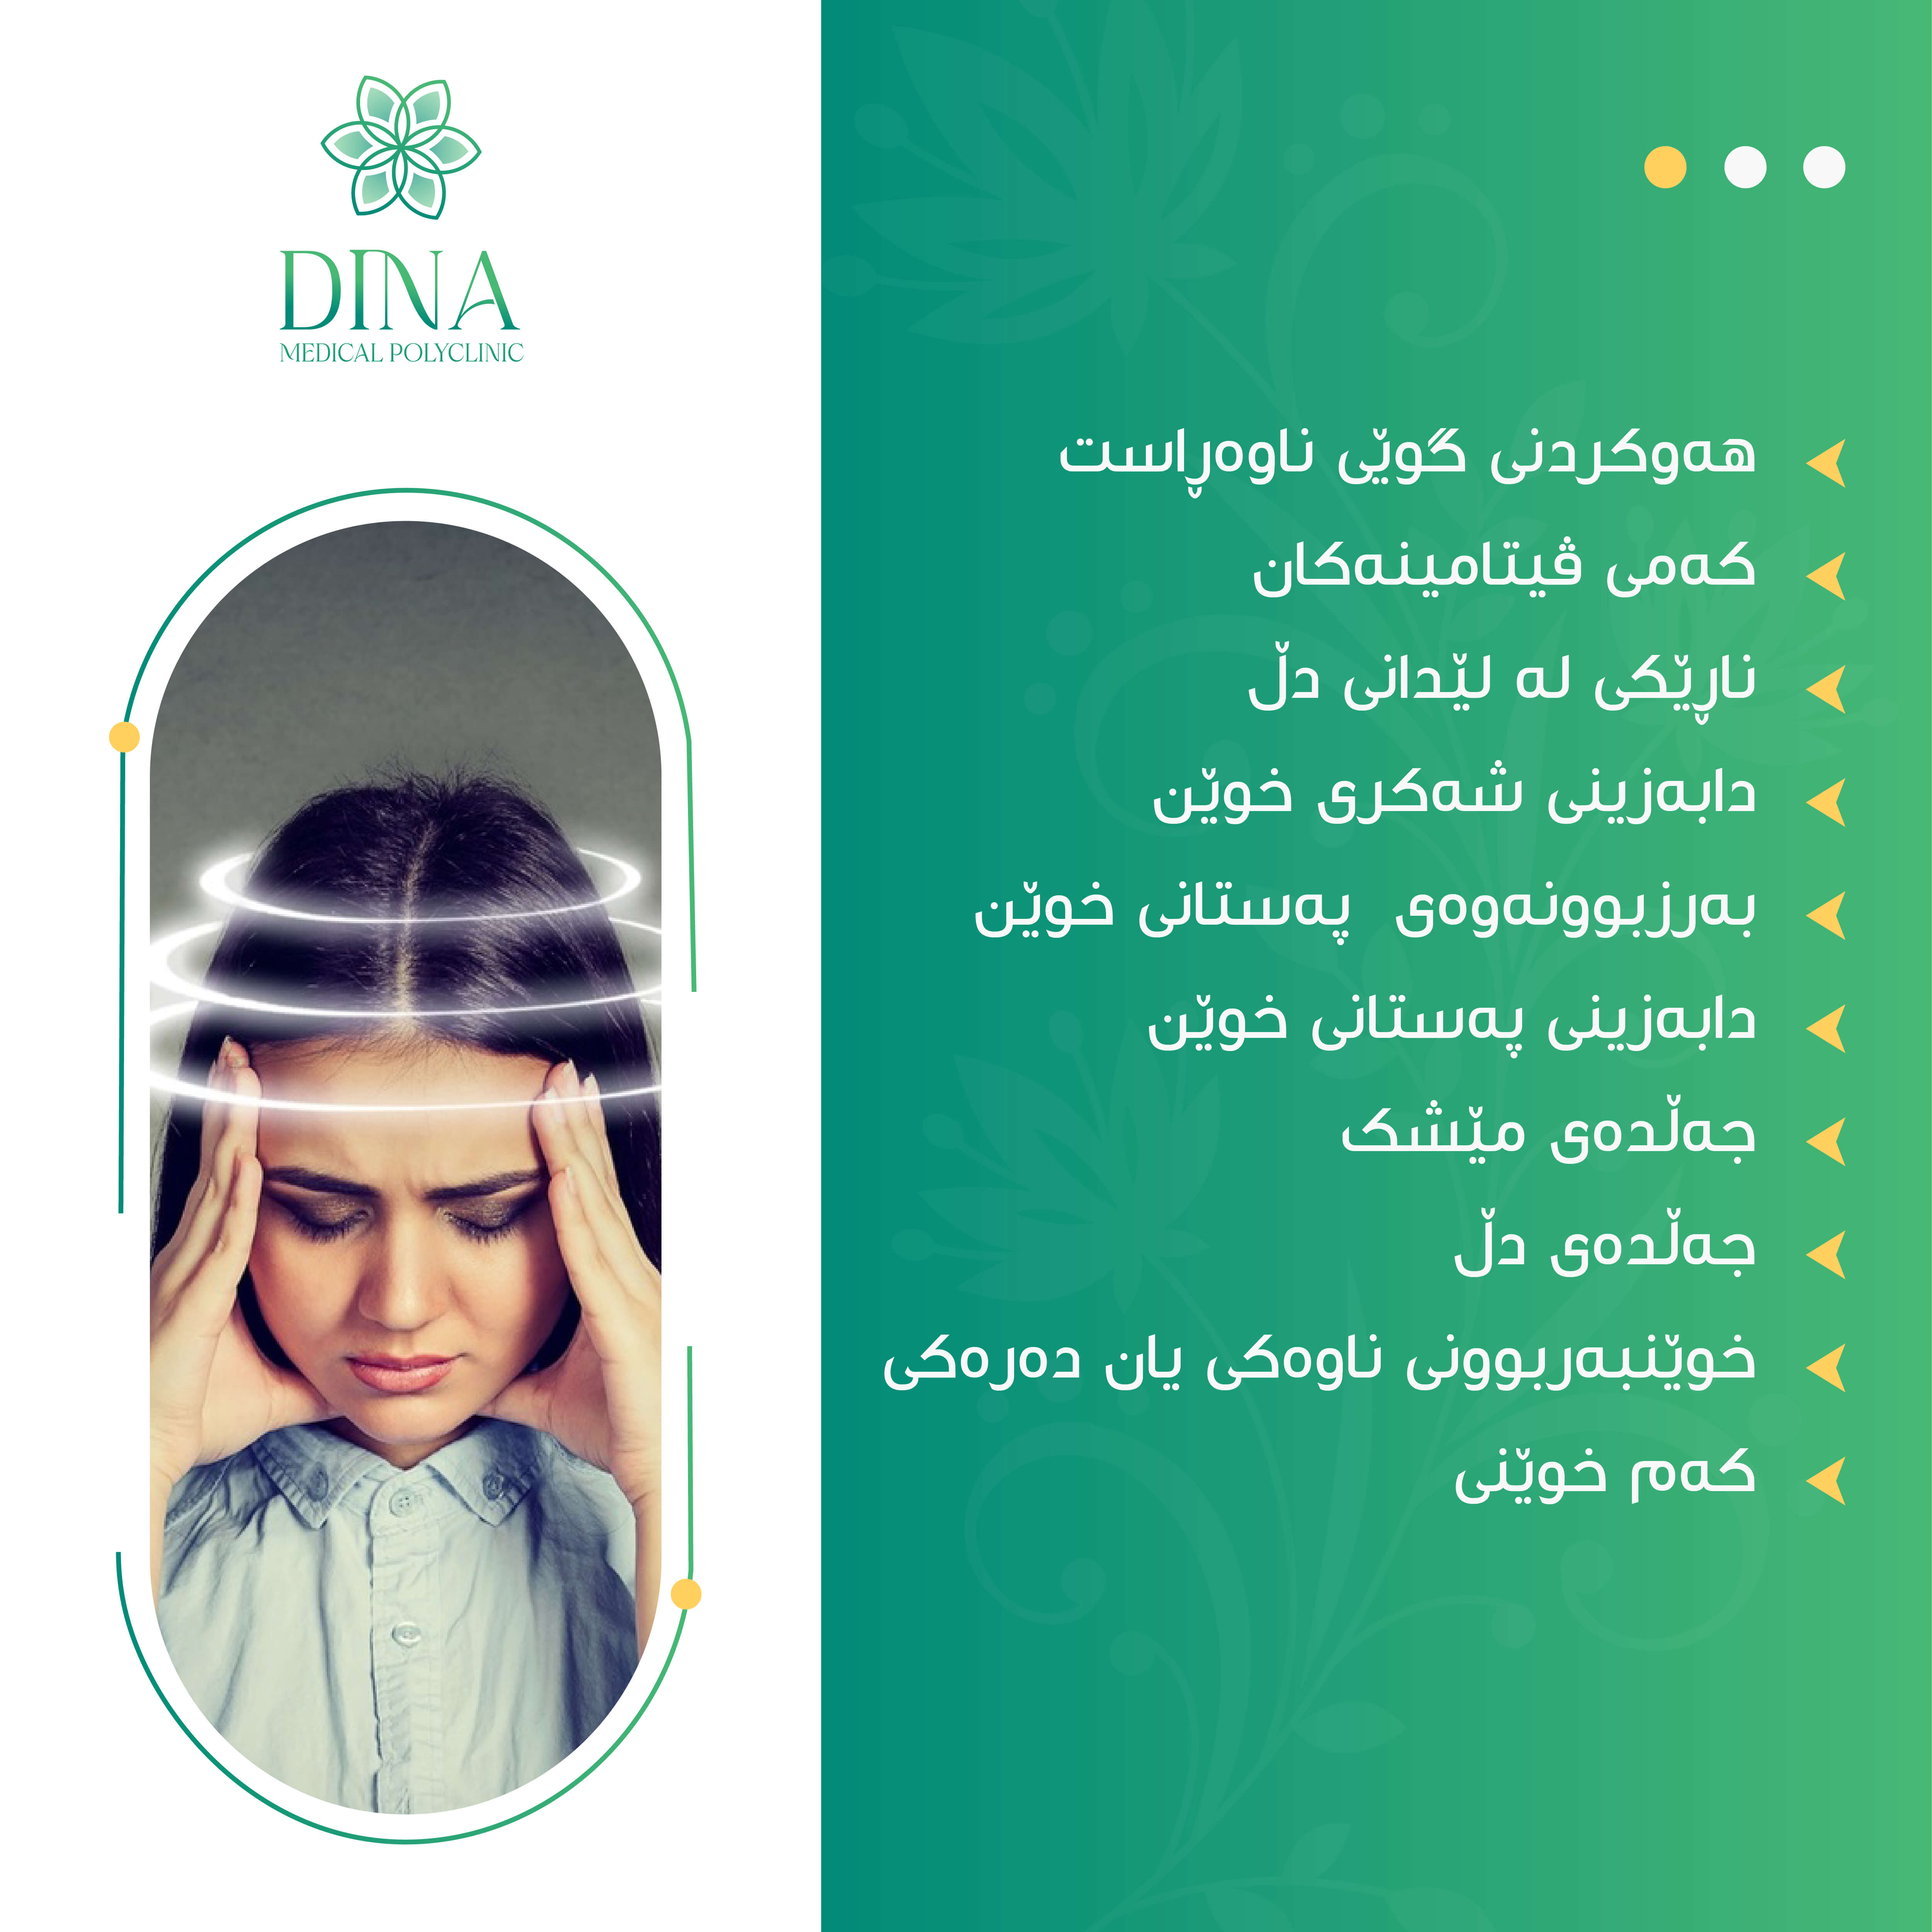 DINA
MEDICAL POLYCLINIC
هەوکردنی گوێی ناوەڕاست
کەمی ڤیتامینەکان
ناڕێکی لە لێدانی دڵ
دابەزینی شەکری خوێن
بەرزبوونەوەی پەستانی خوێن
دابەزینی پەستانی خوێن
جەڵدەی مێشک
جەڵدەی دڵ
خوێنبەربوونی ناوەکی یان دەرەکی
کەم خوێنی